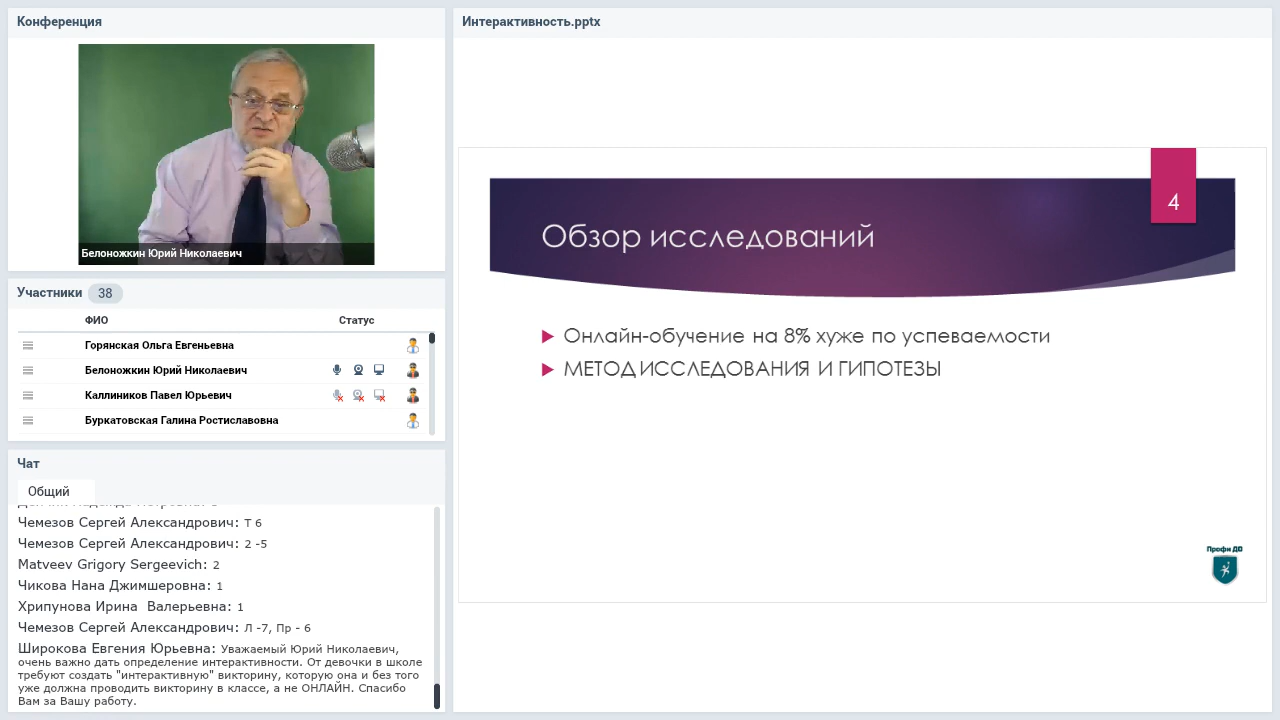 Конференция
Белоножкин Юрий Николаевич
Участники 38
ФИО Статус
Горянская Ольга Евгеньевна
Белоножкин Юрий Николаевич
Каллиников Павел Юрьевич
Буркатовская Галина Ростиславовна
Чат
Общий
Чемезов Сергей Александрович: Т 6
Чемезов Сергей Александрович: 2 -5
Matveev Grigory Sergeevich: 2
Чикова Нана Джимшеровна: 1
Хрипунова Ирина  Валерьевна: 1
Чемезов Сергей Александрович: Л -7, Пр - 6
Широкова Евгения Юрьевна: Уважаемый Юрий Николаевич,
очень важно дать определение интерактивности. От девочки в школе
требуют создать "интерактивную" викторину, которую она и без того
уже должна проводить викторину в классе, а не ОНЛАЙН. Спасибо
Вам за Вашу работу.
Интерактивность.pptx
4
Обзор исследований
Онлайн-обучение на 8% хуже по успеваемости
МЕТОД ИССЛЕДОВАНИЯ И ГИПОТЕЗЫ
Профи ДО